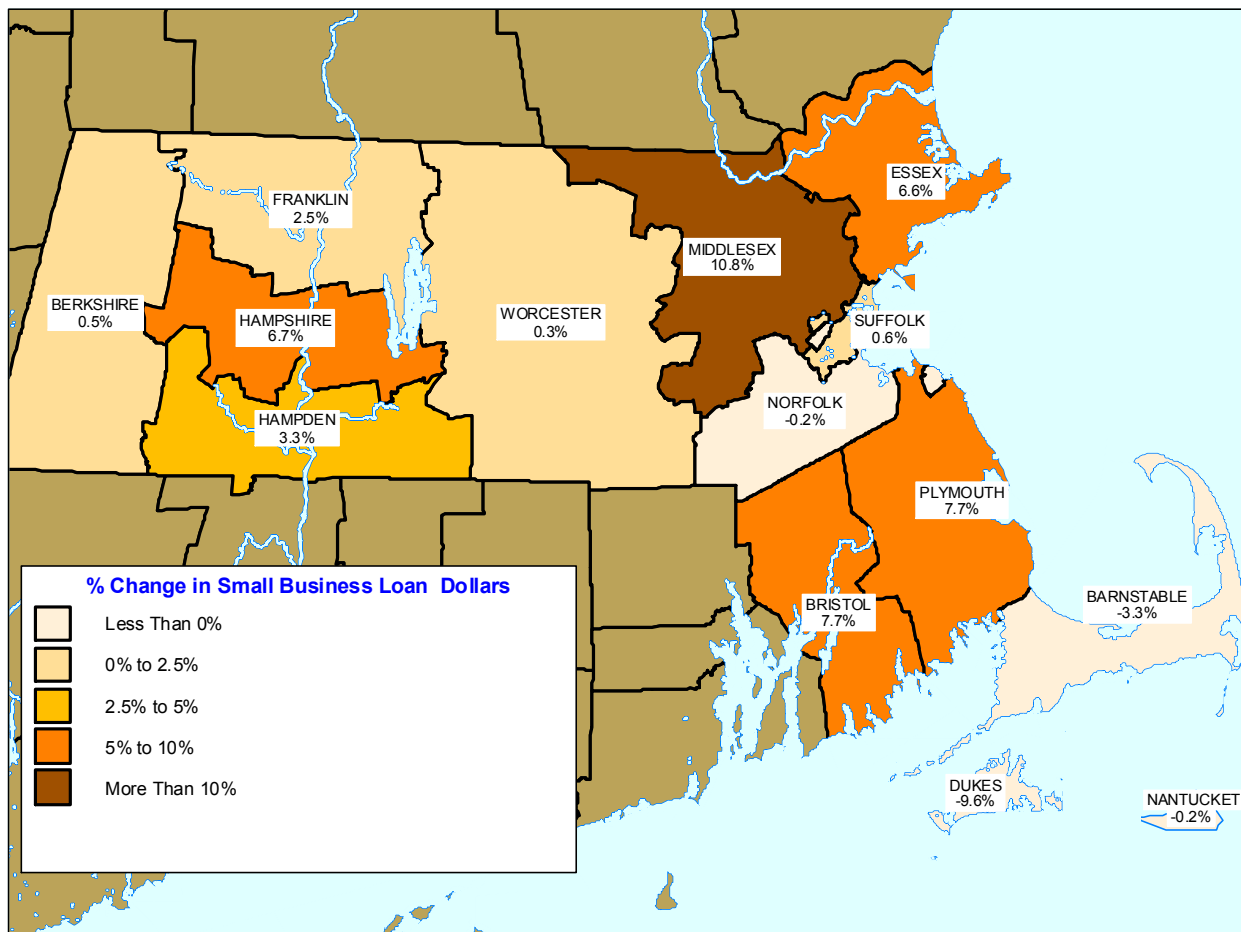 ESSEX
6.6%
FRANKLIN
2.5%
MIDDLESEX
10.8%
BERKSHIRE
0.5%
HAMPSHIRE
6.7%
WORCESTER
0.3%
SUFFOLK
0.6%
NORFOLK
-0.2%
HAMPDEN
3.3%
PLYMOUTH
7.7%
BRISTOL
7.7%
BARNSTABLE
-3.3%
DUKES
-9.6%
NANTUCKET
-0.2%
% Change in Small Business Loan Dollars
Less Than 0%
0% to 2.5%
2.5% to 5%
5% to 10%
More Than 10%